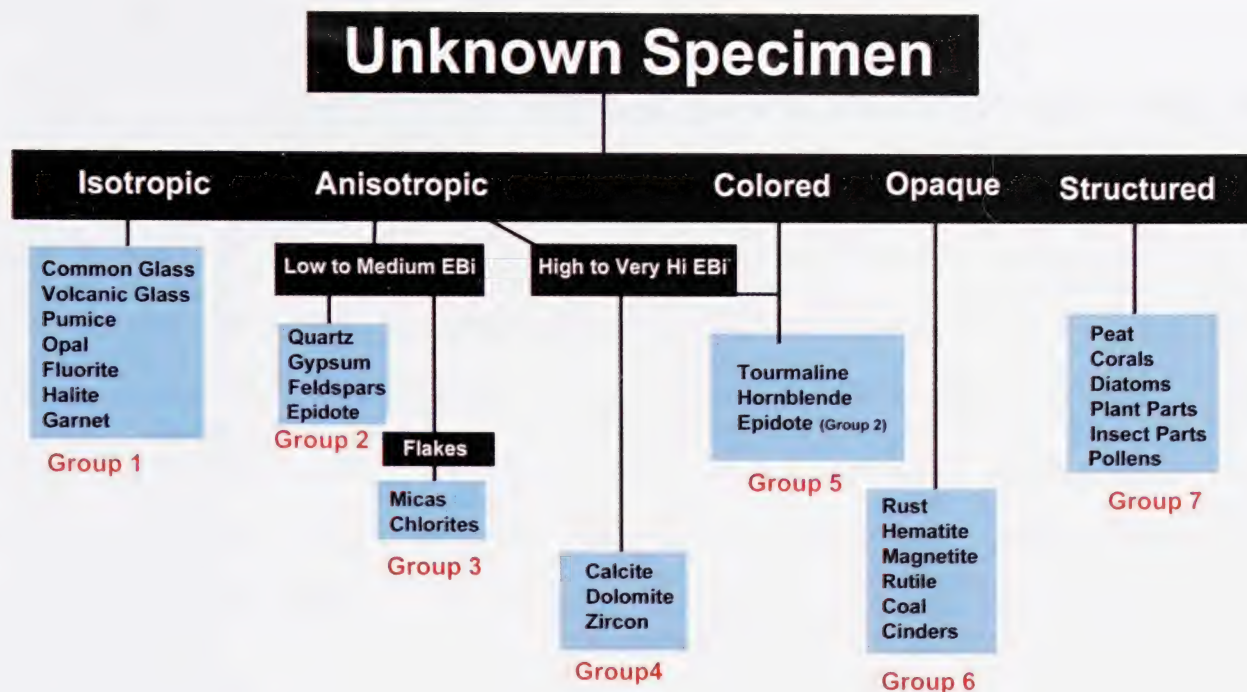 Unknown Specimen
Isotropic Anisotropic Colored Opaque Structured
Low to Medium EBi High to Very Hi EBi
Common Glass
Volcanic Glass
Pumice
Opal
Fluorite
Halite
Garnet
Group 1
Quartz
Gypsum
Feldspars
Epidote
Group 2
Flakes
Micas
Chlorites
Group 3
Calcite
Dolomite
Zircon
Group4
Tourmaline
Hornblende
Epidote (Group 2)
Group 5
Rust
Hematite
Magnetite
Rutile
Coal
Cinders
Group 6
Peat
Corals
Diatoms
Plant Parts
Insect Parts
Pollens
Group 7